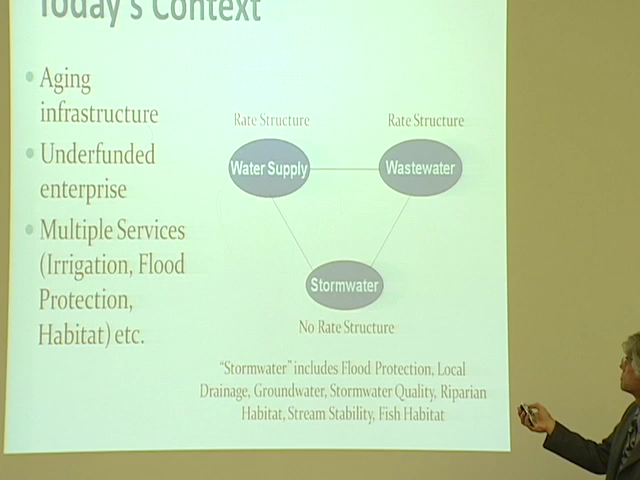 Today's Context
• Aging
infrastructure
• Underfunded
enterprise
• Multiple Services
(Irrigation, Flood
Protection,
Habitat) etc.
Rate Structure
Rate Structure
Water Supply
Wastewater
Stormwater
No Rate Structure
“Stormwater” includes Flood Protection, Local
Drainage, Groundwater, Stormwater Quality, Riparian
Habitat, Stream Stability, Fish Habitat